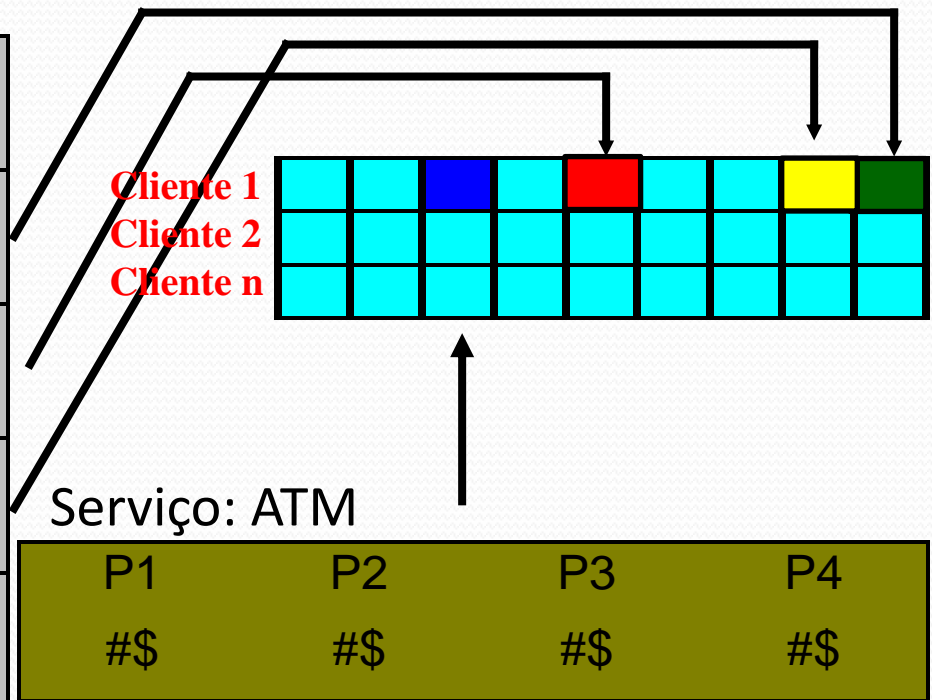 Cliente 1
Cliente 2
Cliente n
Serviço: ATM
P1 P2 P3 P4
#$ #$ #$ #$